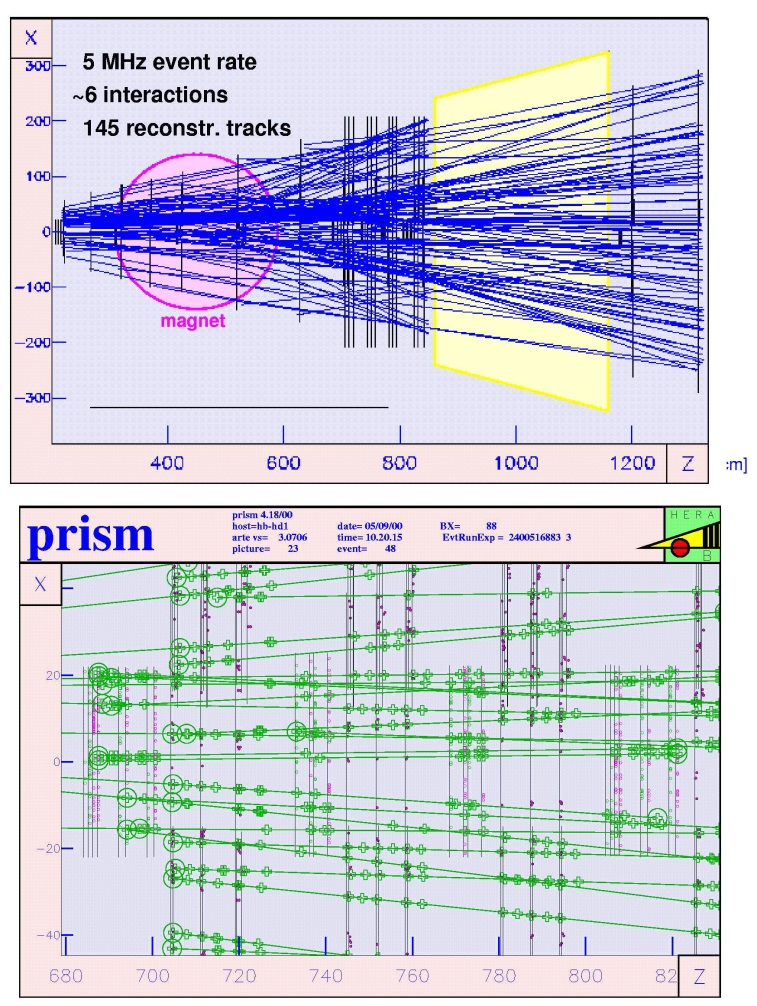 X
5 MHz event rate
~6 interactions
145 reconstr. tracks
300
200
100
0
-100
-200
-300
magnet
400 600 800 1000 1200 Z :m]
prism
prism 4.18/00
host=hb-hd1 date= 05/09/00 BX= 88
arte vs= 3.0706 time= 10.20.15 EvtRunExp = 2400516883 3
picture= 23 event= 48
HERA
B
X
20
0
-20
-40
680 700 720 740 760 780 800 82 Z